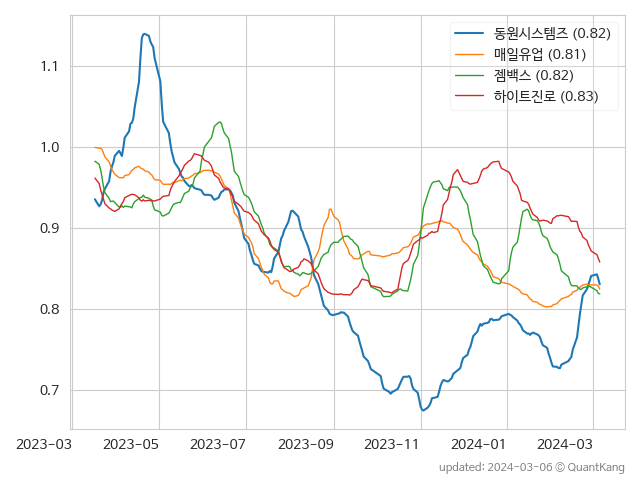 동원시스템즈 (0.82)
매일유업 (0.81)
젬백스 (0.82)
하이트진로 (0.83)
1.1
1.0
0.9
0.8
0.7
2023-03 2023-05 2023-07 2023-09 2023-11 2024-01 2024-03
updated: 2024-03-06 © QuantKang